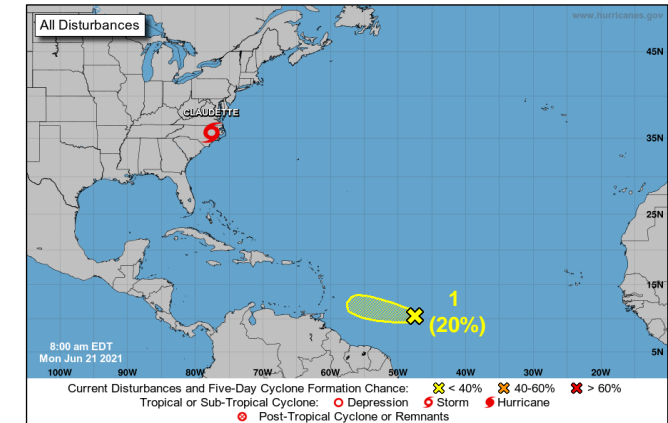 All Disturbances
www.hurricanes.gov
45N
CLAUDETTE
35N
25N
15N
1
(20%)
8:00 am EDT
Mon Jun 21 2021
5N
100W 90W 80W 70W 60W 50W 40W 30W 20W
Current Disturbances and Five-Day Cyclone Formation Chance: < 40% 40-60% > 60%
Tropical or Sub-Tropical Cyclone: Depression Storm Hurricane
Post-Tropical Cyclone or Remnants